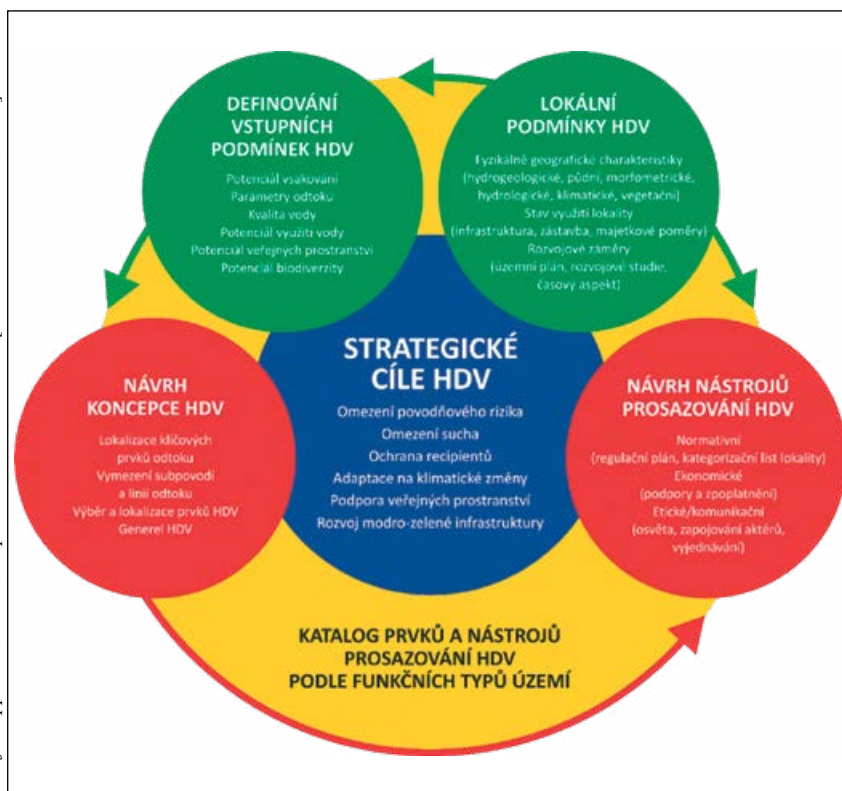 DEFINOVÁNÍ
VSTUPNÍCH
PODMÍNEK HDV
Potenciál vsakování
Parametry odtoku
Kvalita vody
Potenciál využití vody
Potenciál veřejných prostranství
Potenciál biodiverzity
LOKÁLNÍ
PODMÍNKY HDV
Fyzikálně geografické charakteristiky
(hydrogeologické, půdní, morfometrické,
hydrologické, klimatické, vegetační)
Stav využití lokality
(infrastruktura, zástavba, majetkové poměry)
Rozvojové záměry
(územní plán, rozvojové studie,
časový aspekt)
STRATEGICKÉ
CÍLE HDV
Omezení povodňového rizika
Omezení sucha
Ochrana recipientů
Adaptace na klimatické změny
Podpora veřejných prostranství
Rozvoj modro-zelené infrastruktury
NÁVRH
KONCEPCE HDV
Lokalizace klíčových
prvků odtoku
Vymezení subpovodí
a linií odtoku
Výběr a lokalizace prvků HDV
Generel HDV
NÁVRH NÁSTROJŮ
PROSAZOVÁNÍ HDV
Normativní
(regulační plán, kategorizační list lokality)
Ekonomické
(podpory a zpoplatnění)
Etické/komunikační
(osvěta, zapojování aktérů,
vyjednávání)
KATALOG PRVKŮ A NÁSTROJŮ
PROSAZOVÁNÍ HDV
PODLE FUNKČNÍCH TYPŮ ÚZEMÍ